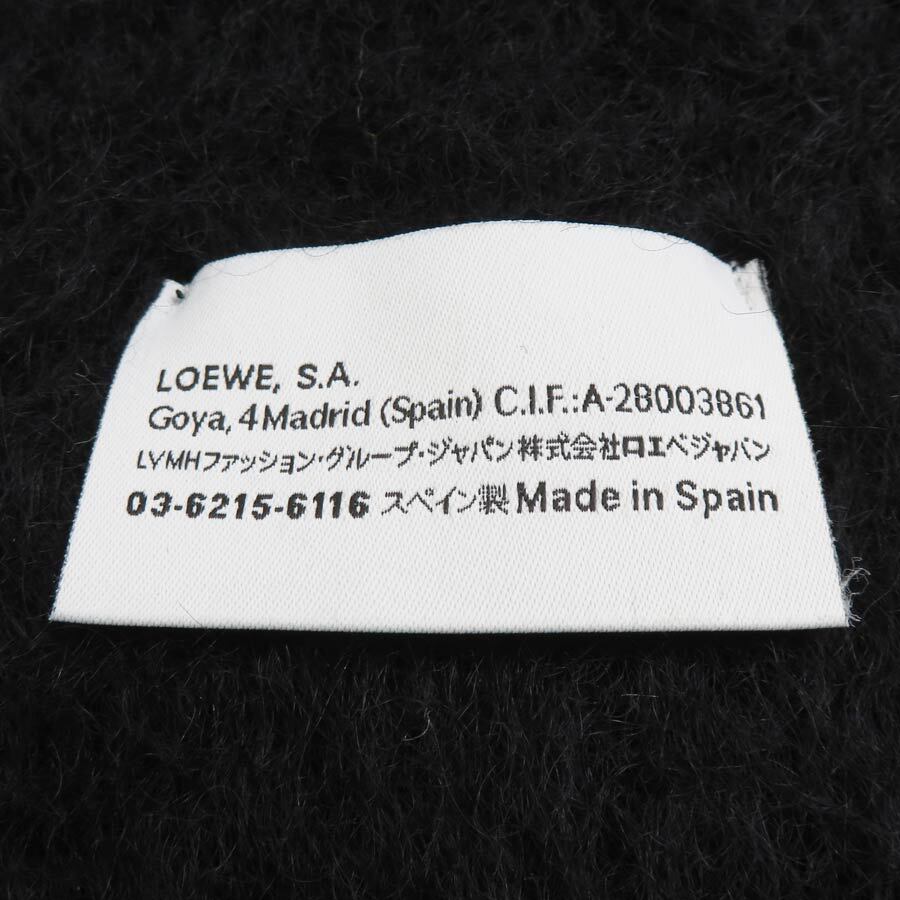 LOEWE, S.A.
Goya, 4 Madrid (Spain) C.I.F.: A-28003861
LVMHファッション・グループ・ジャパン株式会社ロエベジャパン
03-6215-6116 スペイン製 Made in Spain